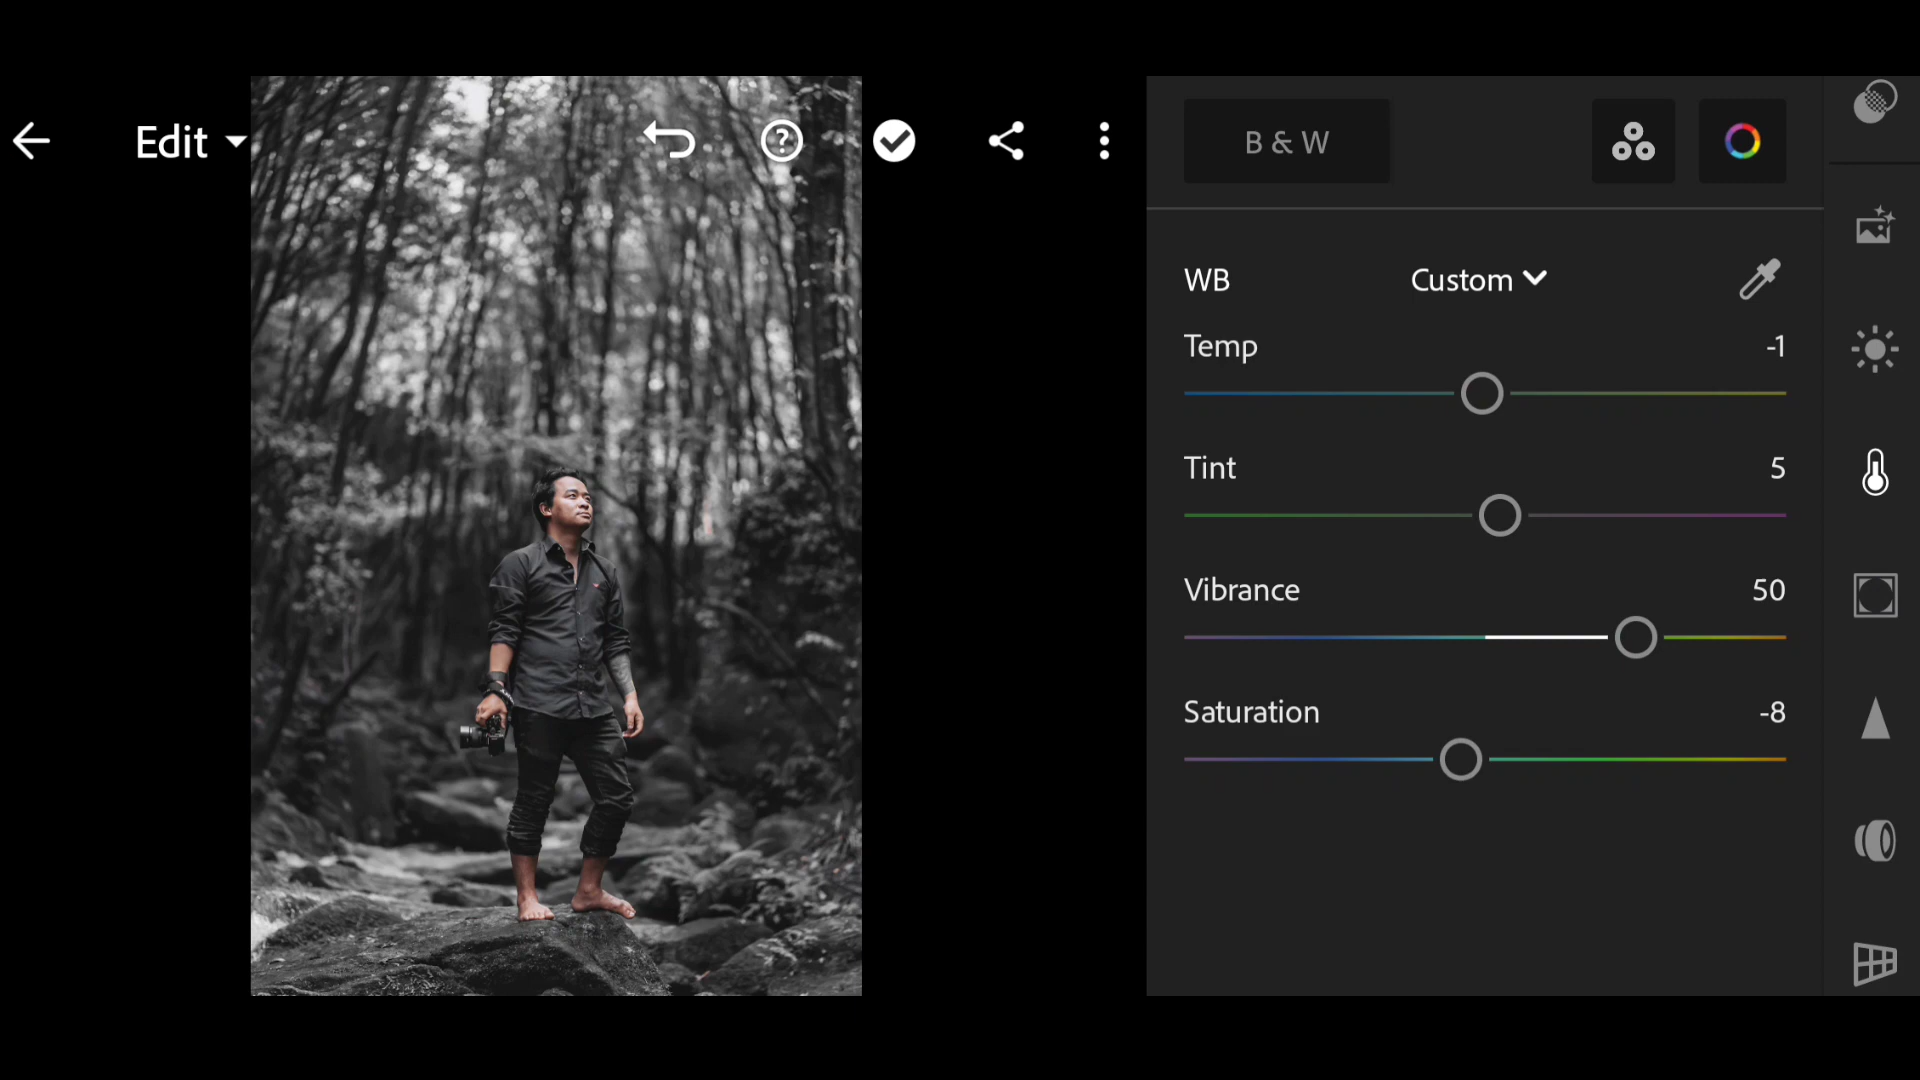 Edit
B & W
WB Custom
Temp -1
Tint 5
Vibrance 50
Saturation -8